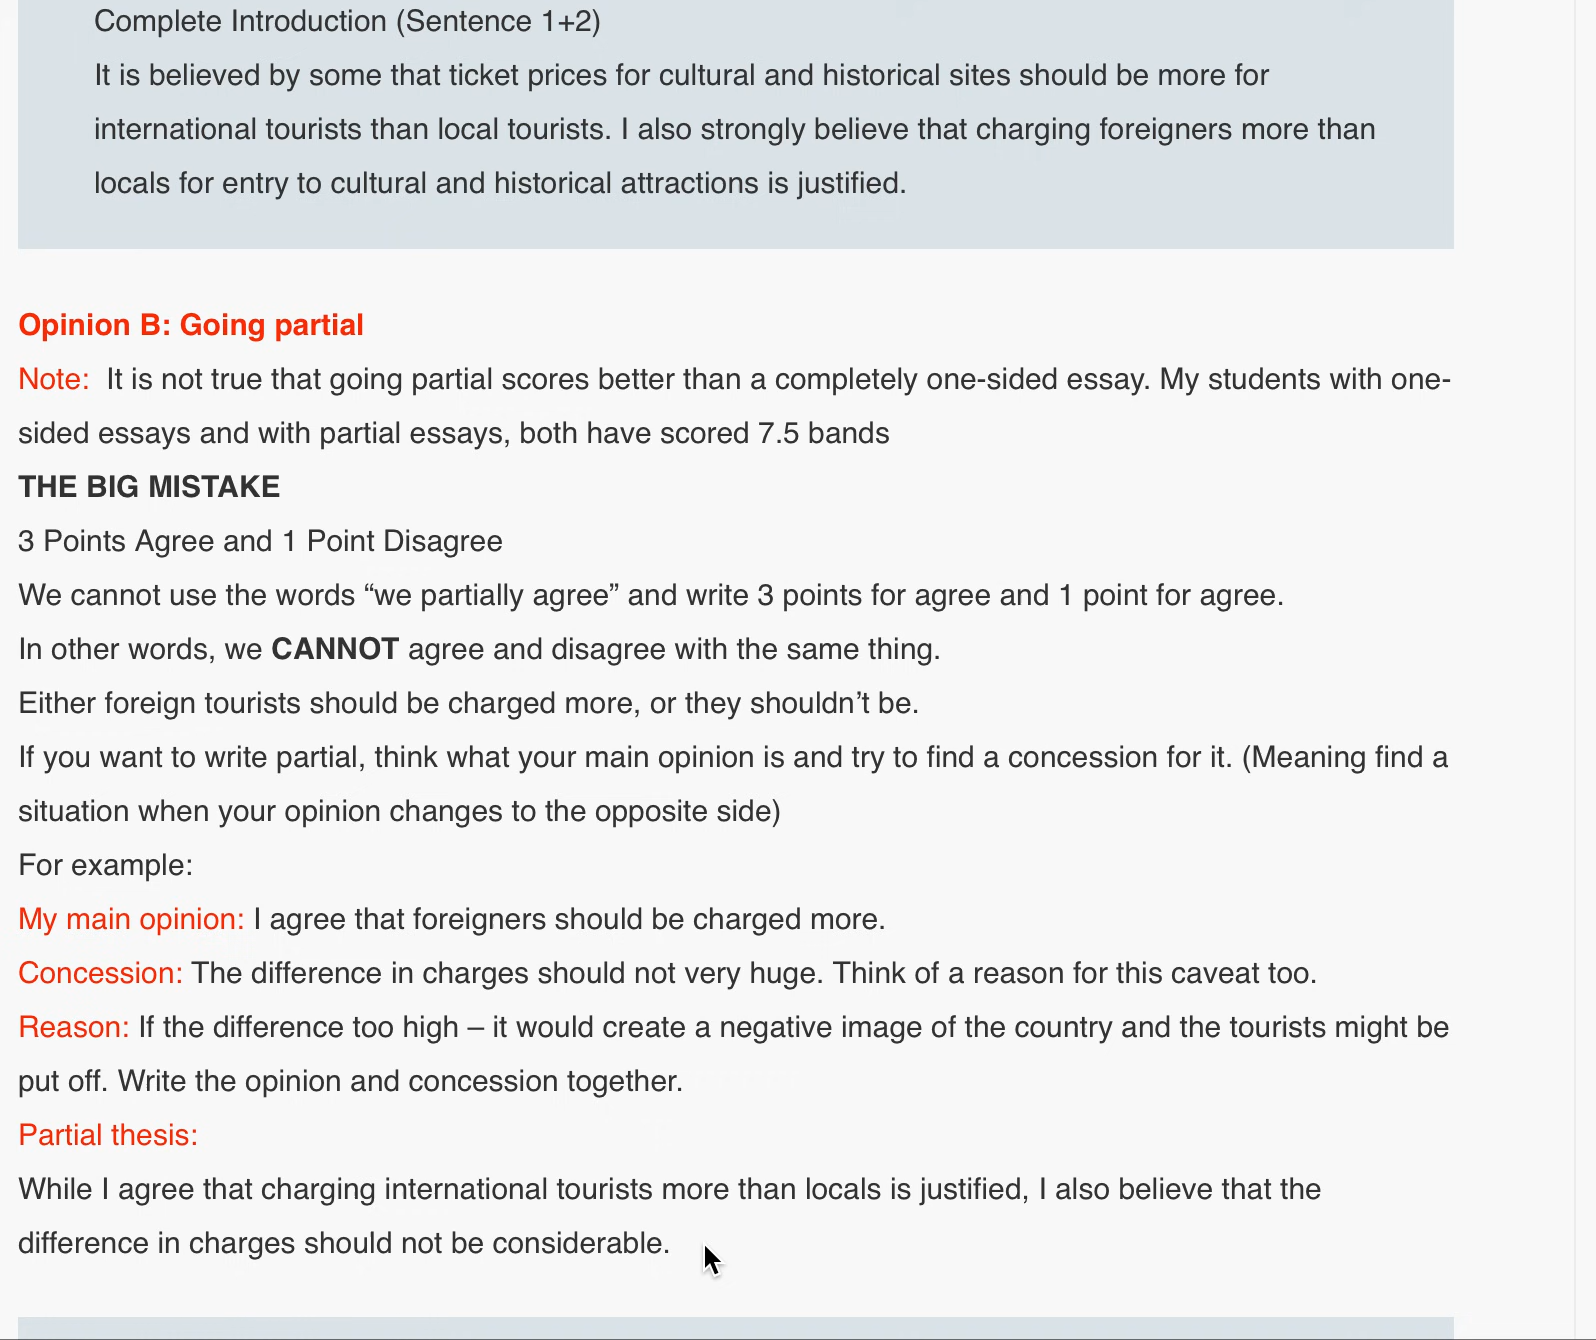 Complete Introduction (Sentence 1+2)
It is believed by some that ticket prices for cultural and historical sites should be more for
international tourists than local tourists. I also strongly believe that charging foreigners more than
locals for entry to cultural and historical attractions is justified.
Opinion B: Going partial
Note:  It is not true that going partial scores better than a completely one-sided essay. My students with one-
sided essays and with partial essays, both have scored 7.5 bands
THE BIG MISTAKE
3 Points Agree and 1 Point Disagree
We cannot use the words “we partially agree” and write 3 points for agree and 1 point for agree.
In other words, we CANNOT agree and disagree with the same thing.
Either foreign tourists should be charged more, or they shouldn’t be.
If you want to write partial, think what your main opinion is and try to find a concession for it. (Meaning find a
situation when your opinion changes to the opposite side)
For example:
My main opinion: I agree that foreigners should be charged more.
Concession: The difference in charges should not very huge. Think of a reason for this caveat too.
Reason: If the difference too high – it would create a negative image of the country and the tourists might be
put off. Write the opinion and concession together.
Partial thesis:
While I agree that charging international tourists more than locals is justified, I also believe that the
difference in charges should not be considerable.